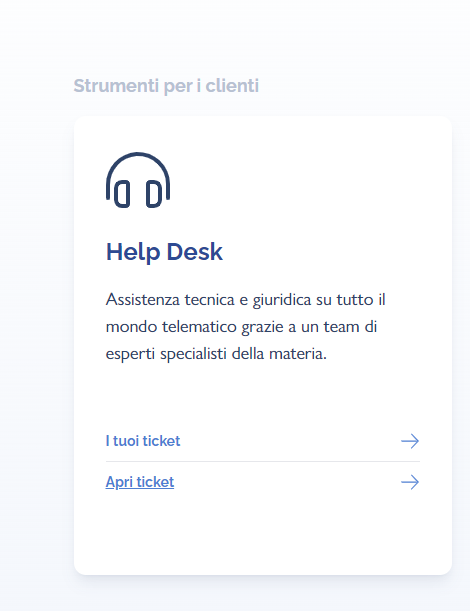 Strumenti per i clienti
Help Desk
Assistenza tecnica e giuridica su tutto il
mondo telematico grazie a un team di
esperti specialisti della materia.
I tuoi ticket
Apri ticket